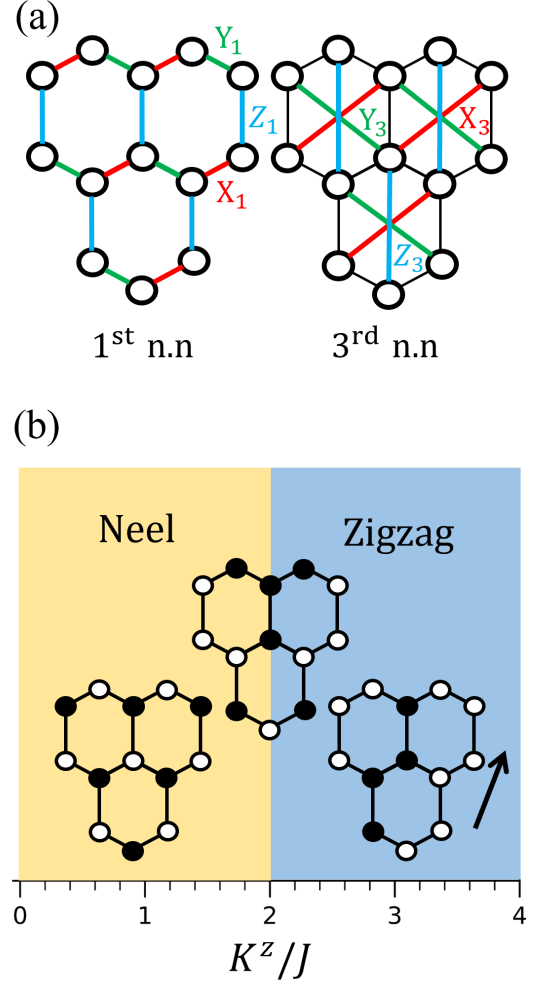 (a)
Y₁
Z₁
X₁
Y₃
X₃
Z₃
1ˢᵗ n.n
3ʳᵈ n.n
(b)
Neel
Zigzag
0 1 2 3 4
Kᶻ/J